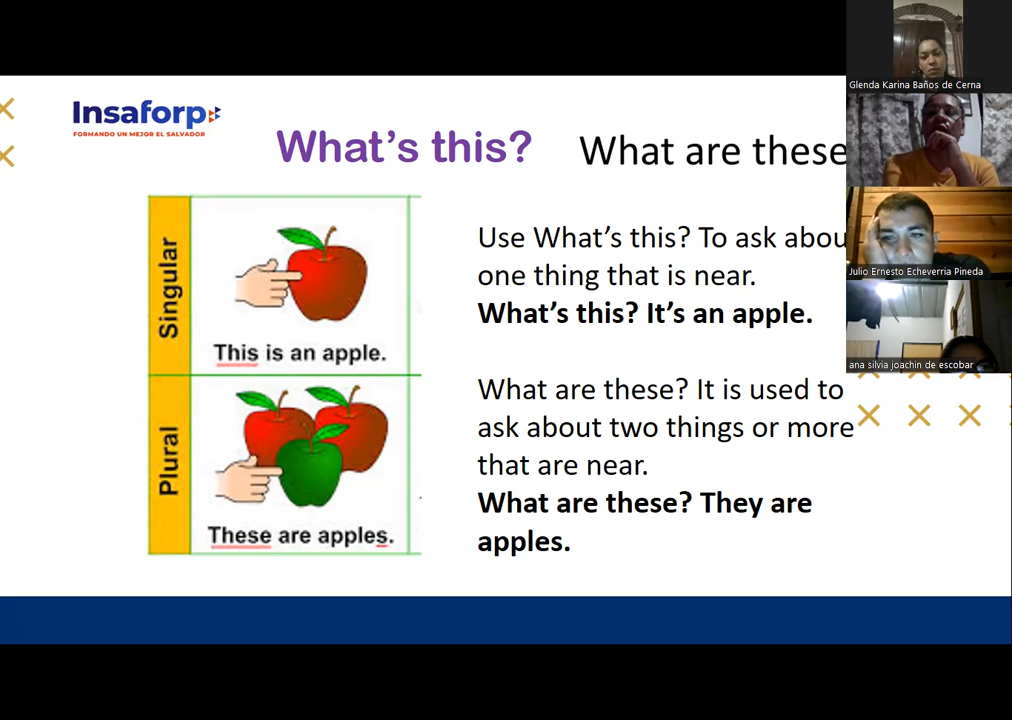 Insaforp
FORMANDO UN MEJOR EL SALVADOR
What's this?
What are these
Singular
This is an apple.
Plural
These are apples.
Use What's this? To ask abou
one thing that is near.
What's this? It's an apple.
What are these? It is used to
ask about two things or more
that are near.
What are these? They are
apples.
Glenda Karina Baños de Cerna
Julio Ernesto Echeverria Pineda
ana silvia joachin de escobar